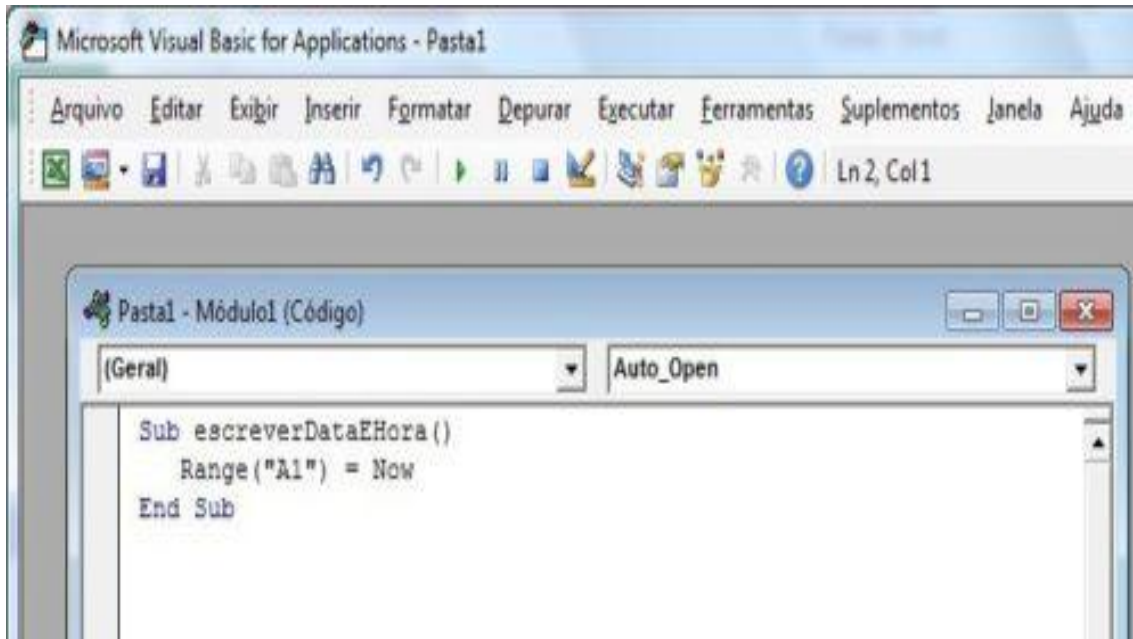 Microsoft Visual Basic for Applications - Pasta1
Arquivo Editar Exibir Inserir Formatar Depurar Executar Ferramentas Suplementos Janela Ajuda
Ln 2, Col 1
Pasta1 - Módulo1 (Código)
(Geral) Auto_Open
Sub escreverDataEHora()
Range("A1") = Now
End Sub